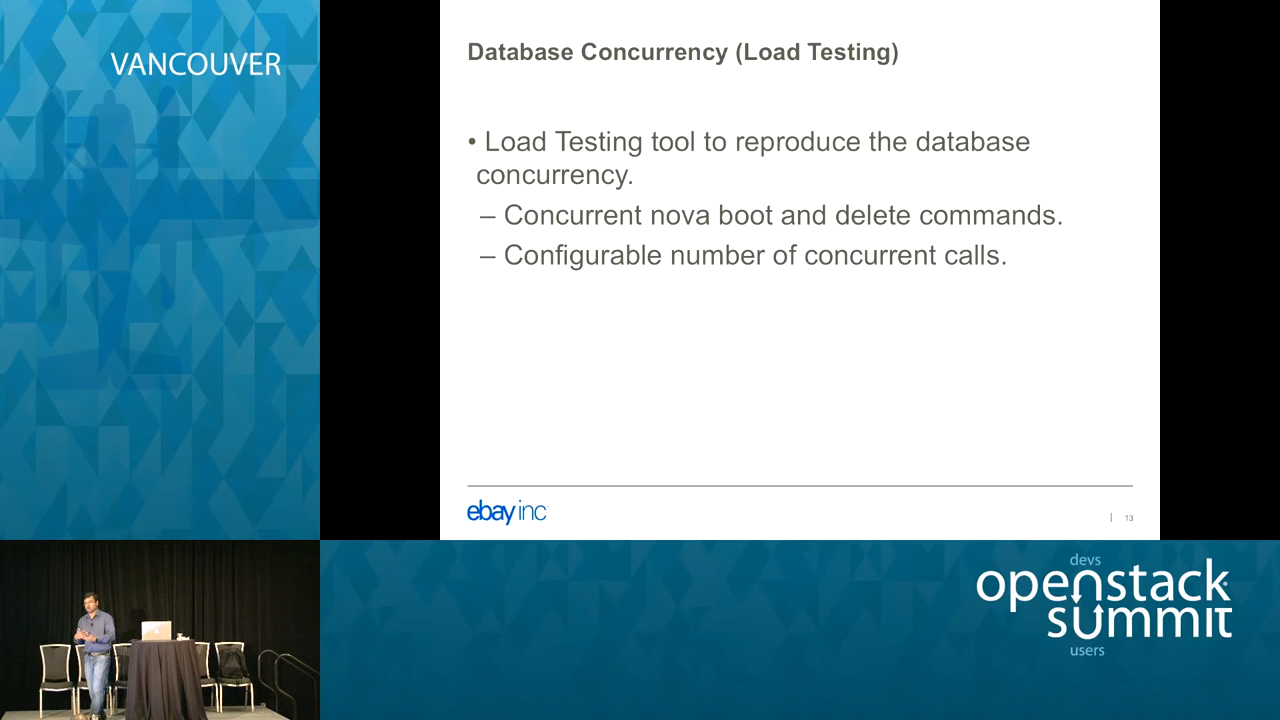 VANCOUVER
Database Concurrency (Load Testing)
• Load Testing tool to reproduce the database
concurrency.
– Concurrent nova boot and delete commands.
– Configurable number of concurrent calls.
ebay inc
| 13
devs
openstack
summit
users